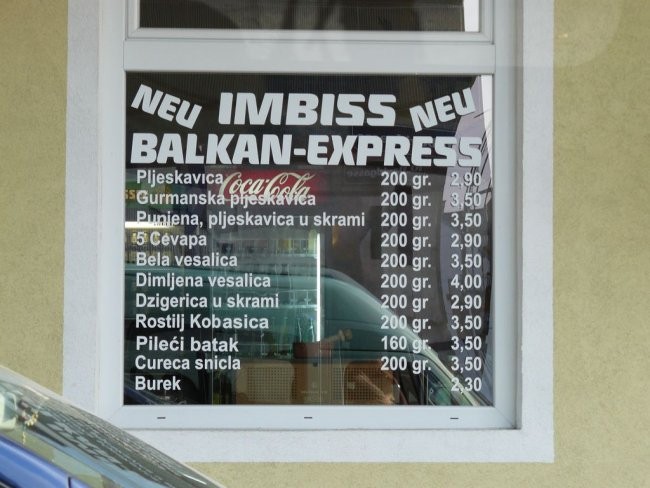 NEU IMBISS NEU
BALKAN-EXPRESS
Pljeskavica 200 gr. 2,90
Coca-Cola
Gurmanska pljeskavica 200 gr. 3,50
Punjena, pljeskavica u skrami 200 gr. 3,50
5 Cevapa 200 gr. 2,90
Bela vesalica 200 gr. 3,50
Dimljena vesalica 200 gr. 4,00
Dzigerica u skrami 200 gr 2,90
Rostilj Kobasica 200 gr. 3,50
Pileći batak 160 gr. 3,50
Cureca snicla 200 gr. 3,50
Burek 2,30